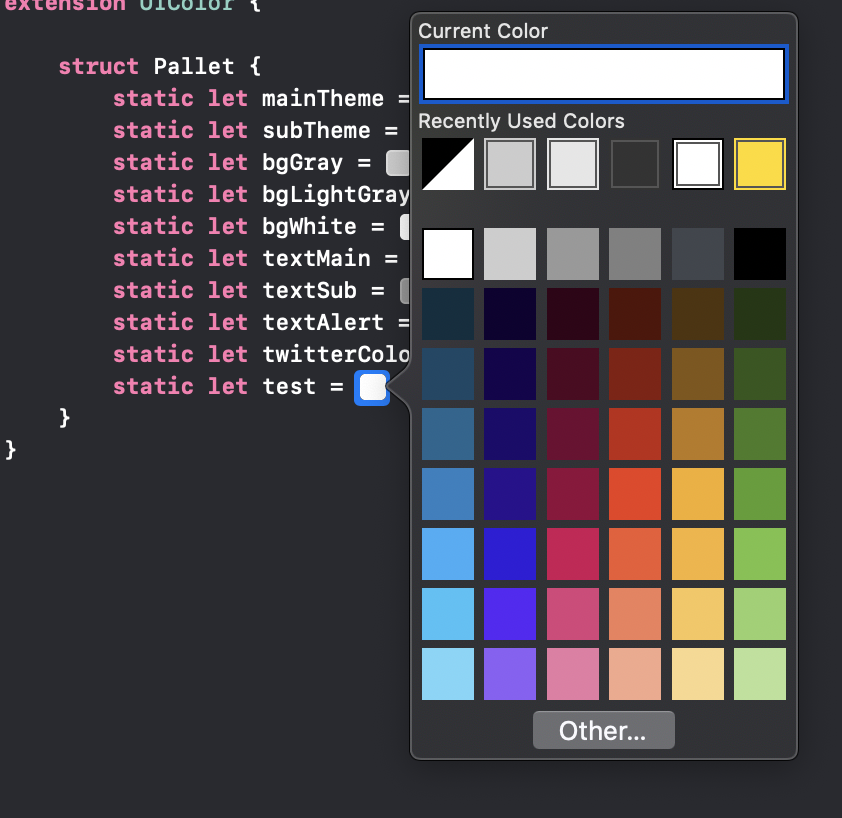 extension UIColor {
struct Pallet {
static let mainTheme =
static let subTheme =
static let bgGray =
static let bgLightGray
static let bgWhite =
static let textMain =
static let textSub =
static let textAlert =
static let twitterColo
static let test =
}
}
Current Color
Recently Used Colors
Other...